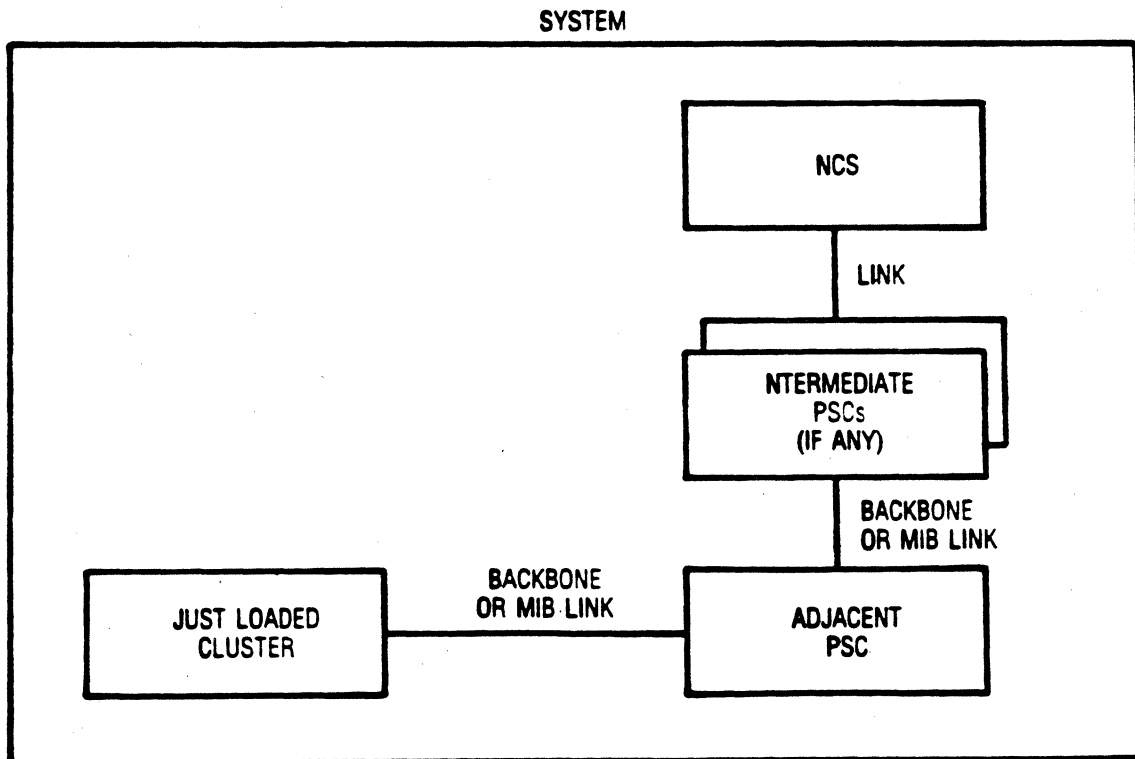 SYSTEM
NCS
LINK
NTERMEDIATE
PSCs
(IF ANY)
BACKBONE
OR MIB LINK
BACKBONE
OR MIB LINK
JUST LOADED
CLUSTER
ADJACENT
PSC